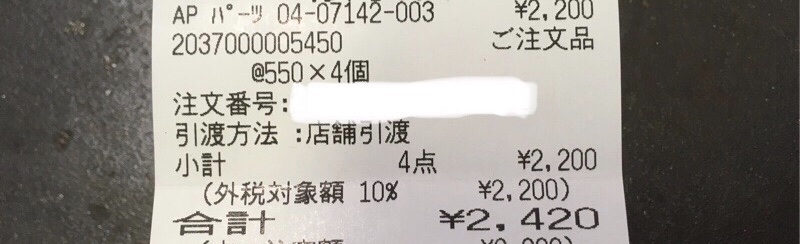 AP ﾊﾟｰﾂ 04-07142-003 ¥2,200
2037000005450 ご注文品
@550×4個
注文番号:
引渡方法 :店舗引渡
小計 4点 ¥2,200
(外税対象額 10% ¥2,200)
合計 ¥2,420